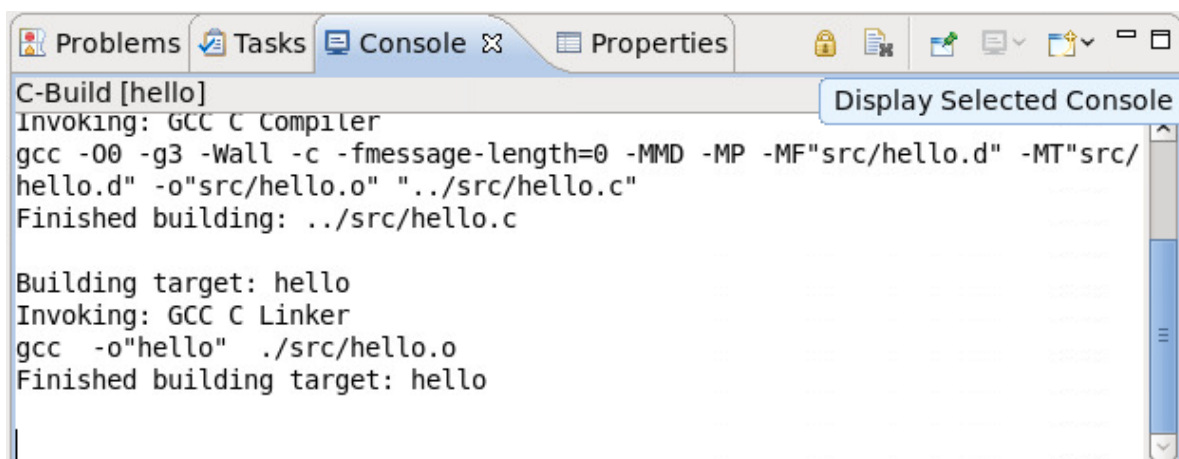 Problems Tasks Console Properties
C-Build [hello]
Display Selected Console
Invoking: GCC C Compiler
gcc -O0 -g3 -Wall -c -fmessage-length=0 -MMD -MP -MF"src/hello.d" -MT"src/
hello.d" -o"src/hello.o" "../src/hello.c"
Finished building: ../src/hello.c
Building target: hello
Invoking: GCC C Linker
gcc  -o"hello"  ./src/hello.o
Finished building target: hello